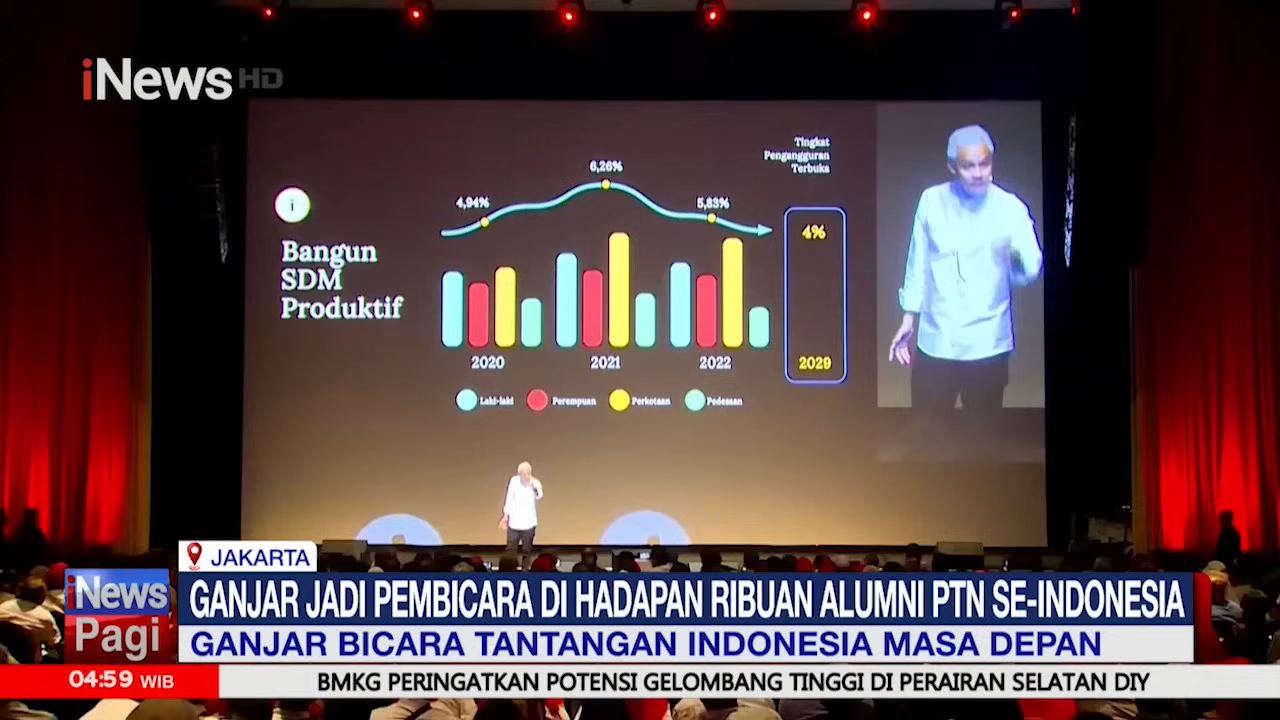 iNews HD
Tingkat
Pengangguran
Terbuka
6,26%
4,94%
5,83%
i
4%
Bangun
SDM
Produktif
2020
2021
2022
2029
Laki-laki
Perempuan
Perkotaan
Pedesaan
JAKARTA
iNews
Pagi
GANJAR JADI PEMBICARA DI HADAPAN RIBUAN ALUMNI PTN SE-INDONESIA
GANJAR BICARA TANTANGAN INDONESIA MASA DEPAN
04:59 WIB
BMKG PERINGATKAN POTENSI GELOMBANG TINGGI DI PERAIRAN SELATAN DIY